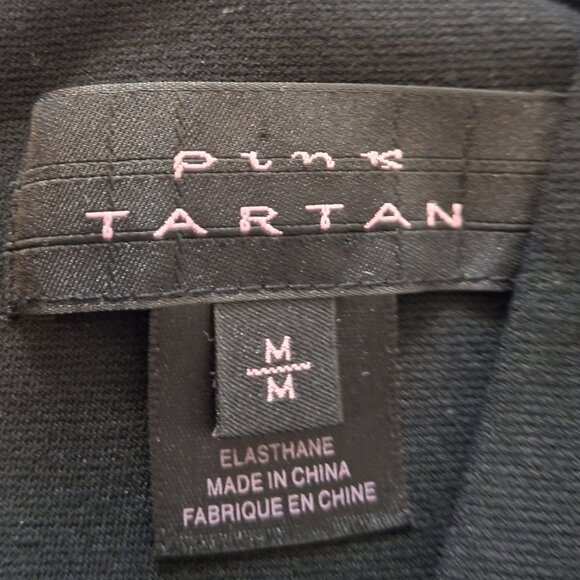 pink
TARTAN
M
M
ELASTHANE
MADE IN CHINA
FABRIQUE EN CHINE